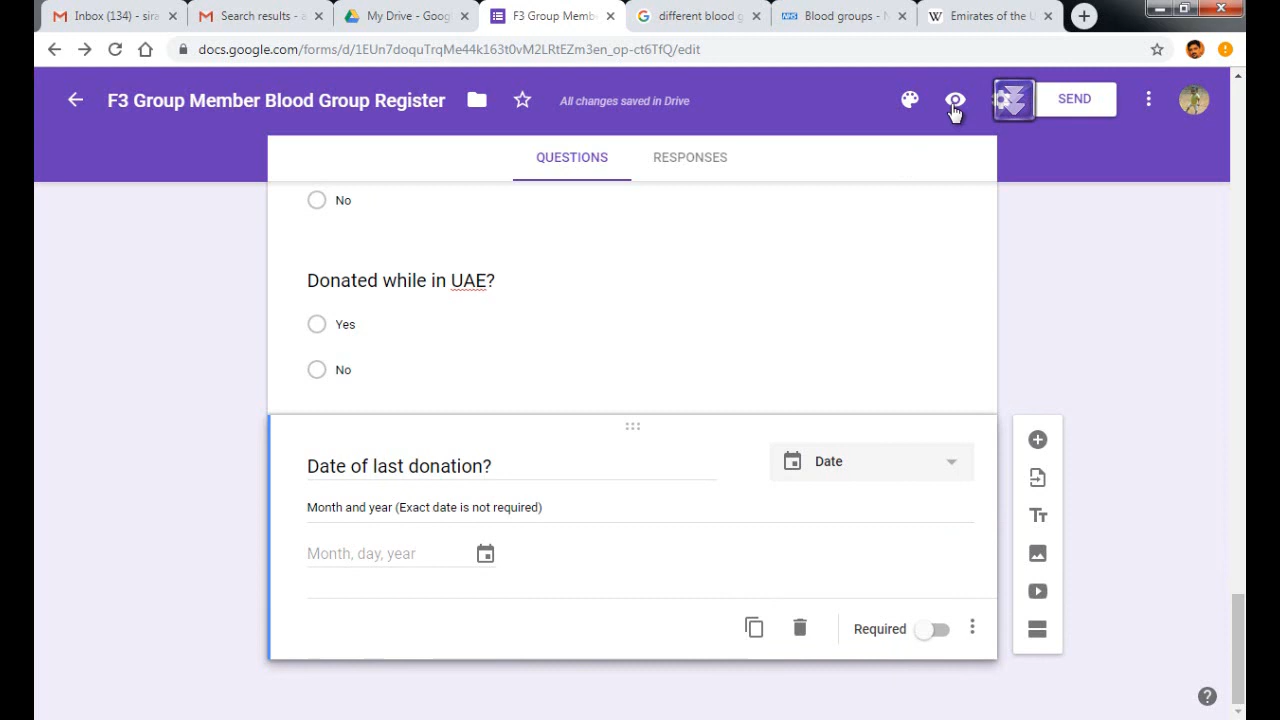 Inbox (134) - sira
Search results - a
My Drive - Goog
F3 Group Memb
different blood g
Blood groups - N
Emirates of the U
docs.google.com/forms/d/1EUn7doquTrqMe44k163t0vM2LRtEZm3en_op-ct6TfQ/edit
F3 Group Member Blood Group Register
All changes saved in Drive
SEND
QUESTIONS
RESPONSES
No
Donated while in UAE?
Yes
No
Date of last donation?
Date
Month and year (Exact date is not required)
Month, day, year
Required